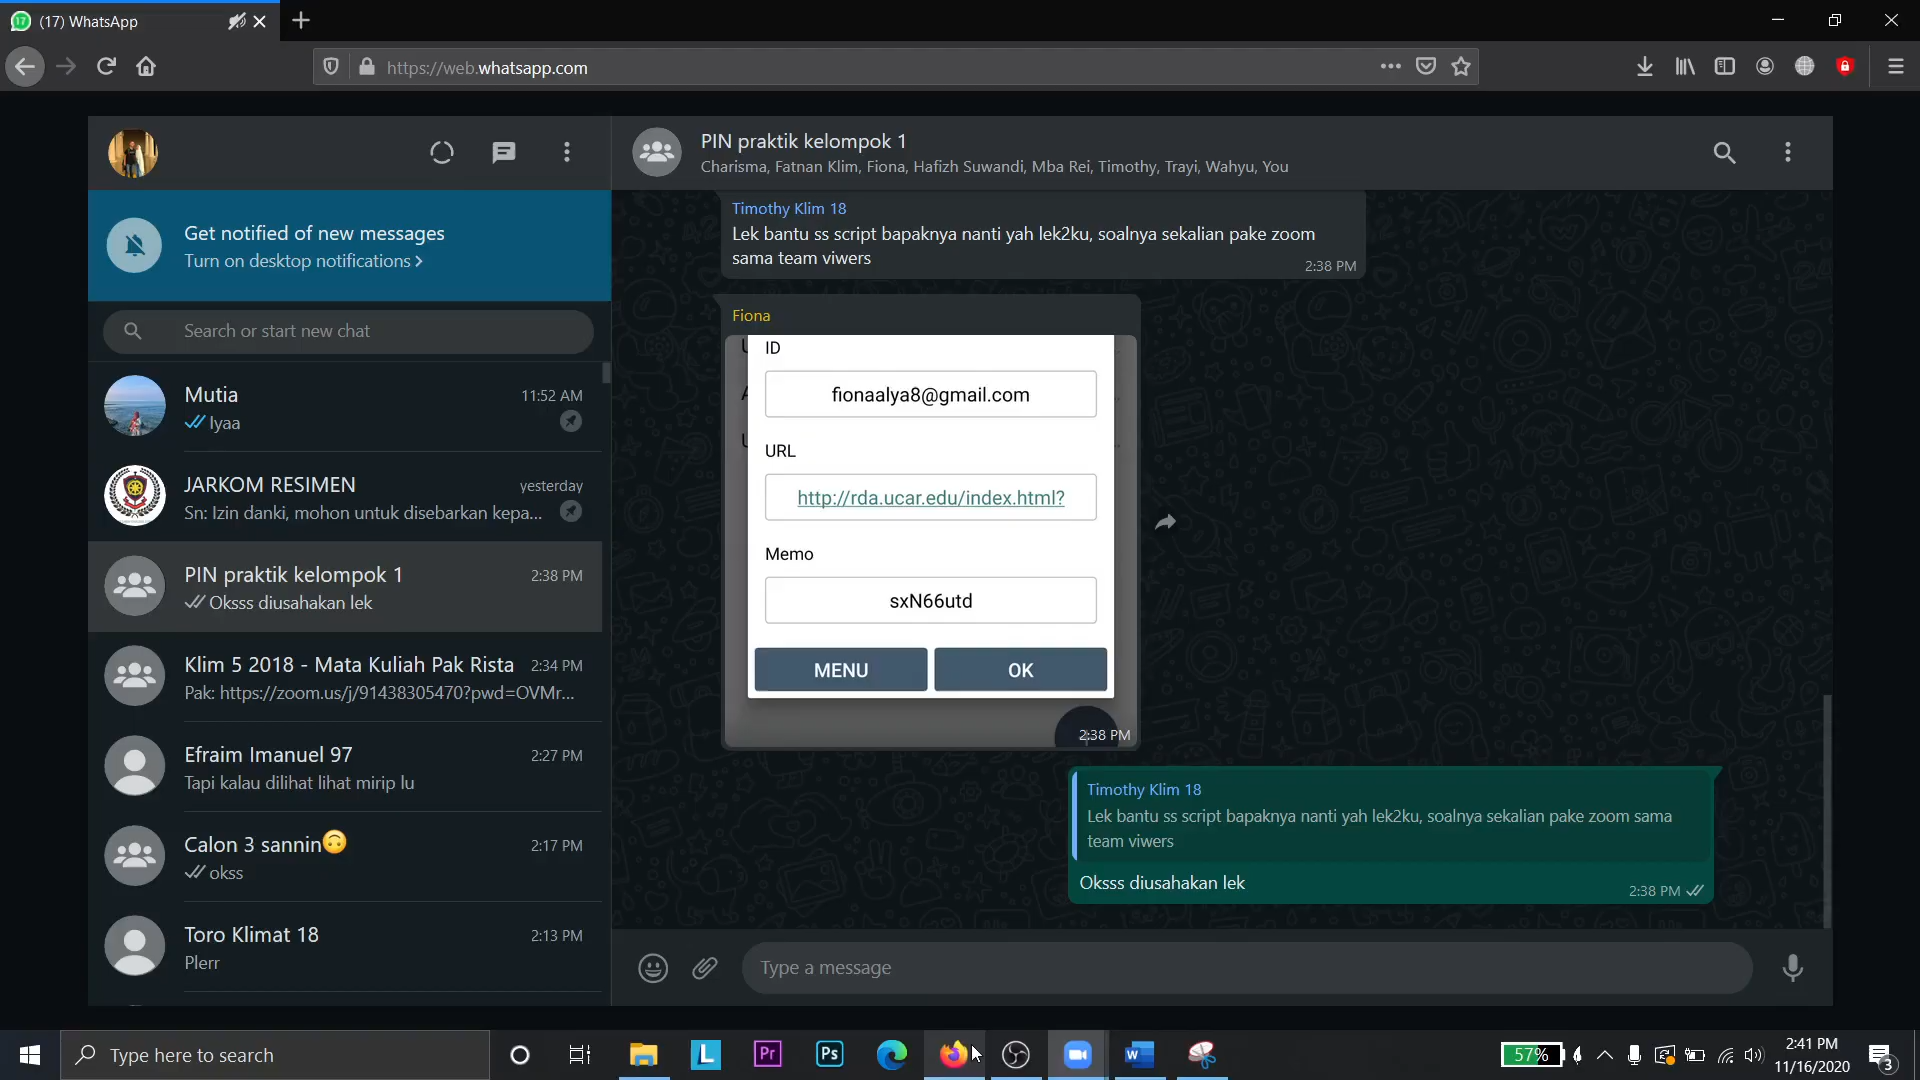 (17) WhatsApp
https://web.whatsapp.com
Get notified of new messages
Turn on desktop notifications >
Search or start new chat
Mutia
11:52 AM
Iyaa
JARKOM RESIMEN
yesterday
Sn: Izin danki, mohon untuk disebarkan kepa...
PIN praktik kelompok 1
2:38 PM
Oksss diusahakan lek
Klim 5 2018 - Mata Kuliah Pak Rista
2:34 PM
Pak: https://zoom.us/j/91438305470?pwd=OVMr...
Efraim Imanuel 97
2:27 PM
Tapi kalau dilihat lihat mirip lu
Calon 3 sannin🙃
2:17 PM
okss
Toro Klimat 18
2:13 PM
Plerr
PIN praktik kelompok 1
Charisma, Fatnan Klim, Fiona, Hafizh Suwandi, Mba Rei, Timothy, Trayi, Wahyu, You
Timothy Klim 18
Lek bantu ss script bapaknya nanti yah lek2ku, soalnya sekalian pake zoom
sama team viwers
2:38 PM
Fiona
ID
fionaalya8@gmail.com
URL
http://rda.ucar.edu/index.html?
Memo
sxN66utd
MENU
OK
2:38 PM
Timothy Klim 18
Lek bantu ss script bapaknya nanti yah lek2ku, soalnya sekalian pake zoom sama
team viwers
Oksss diusahakan lek
2:38 PM
Type a message
Type here to search
L
Pr
Ps
57%
2:41 PM
11/16/2020
3